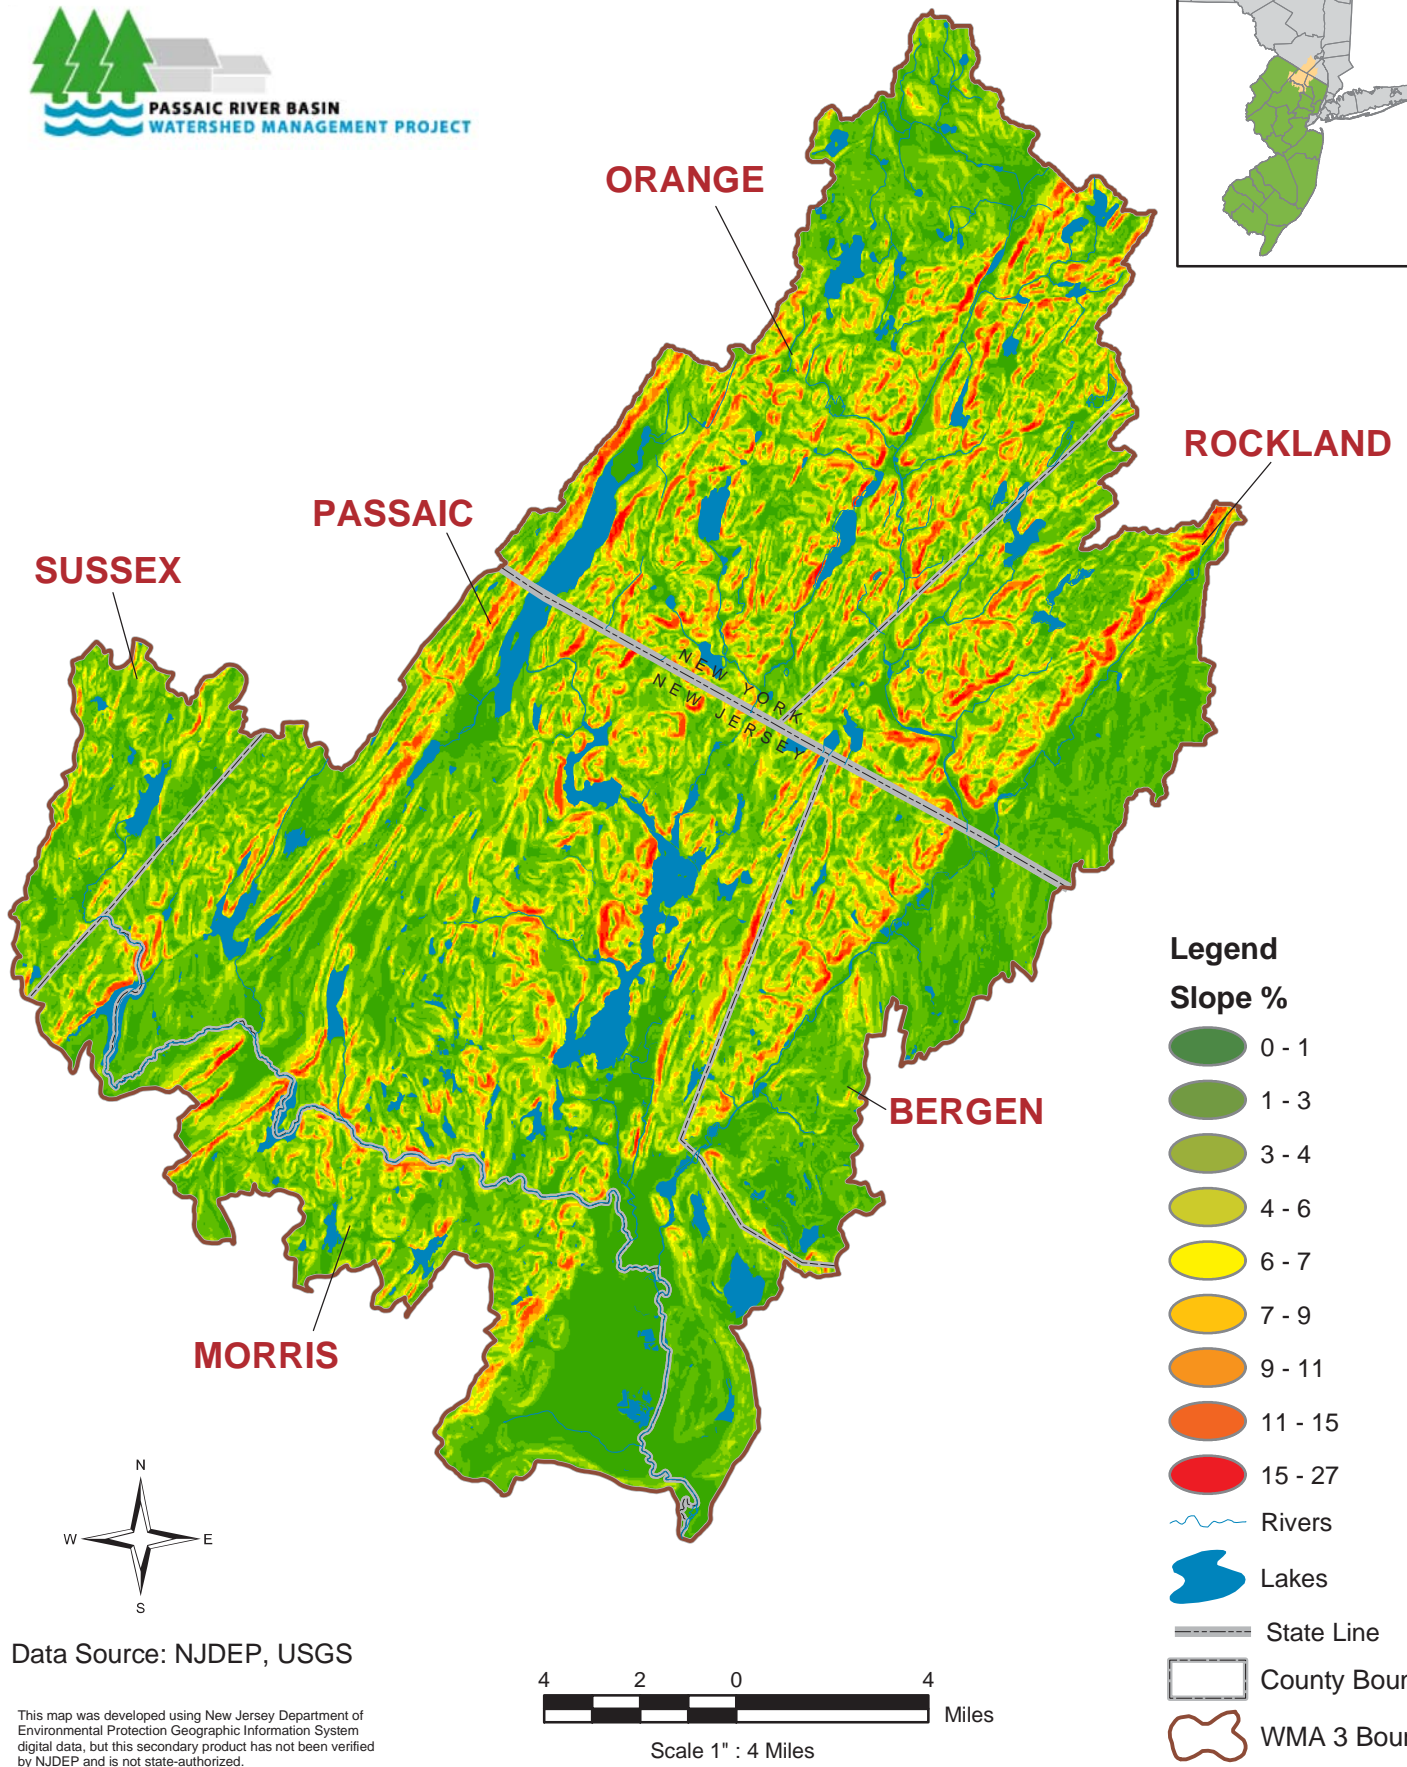 PASSAIC RIVER BASIN
WATERSHED MANAGEMENT PROJECT
ORANGE
ROCKLAND
PASSAIC
SUSSEX
NEW YORK
NEW JERSEY
BERGEN
MORRIS
Legend
Slope %
0 - 1
1 - 3
3 - 4
4 - 6
6 - 7
7 - 9
9 - 11
11 - 15
15 - 27
Rivers
Lakes
State Line
County Boun
WMA 3 Boun
N
W E
S
Data Source: NJDEP, USGS
This map was developed using New Jersey Department of
Environmental Protection Geographic Information System
digital data, but this secondary product has not been verified
by NJDEP and is not state-authorized.
4 2 0 4
Miles
Scale 1" : 4 Miles